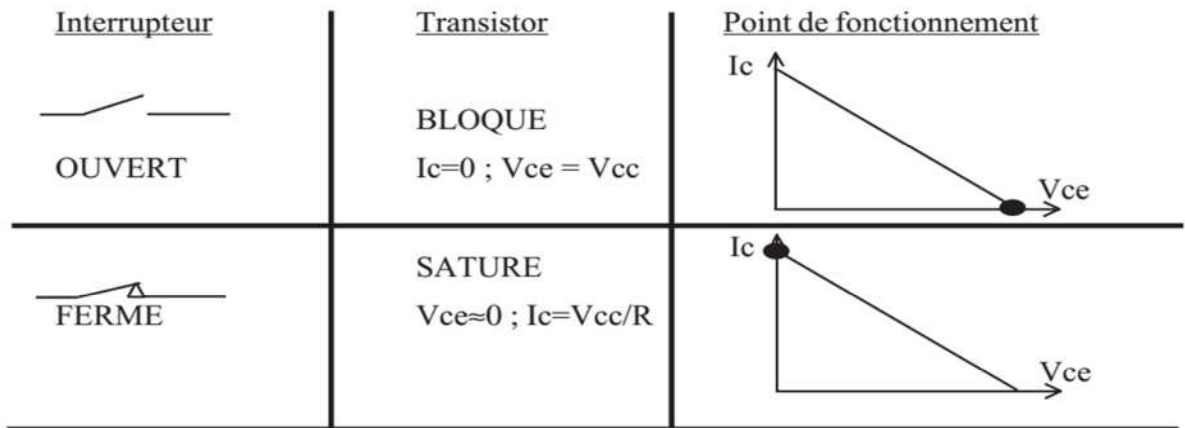 Interrupteur
Transistor
Point de fonctionnement
OUVERT
BLOQUE
Ic=0 ; Vce = Vcc
Ic
Vce
FERME
SATURE
Vce≈0 ; Ic=Vcc/R
Ic
Vce